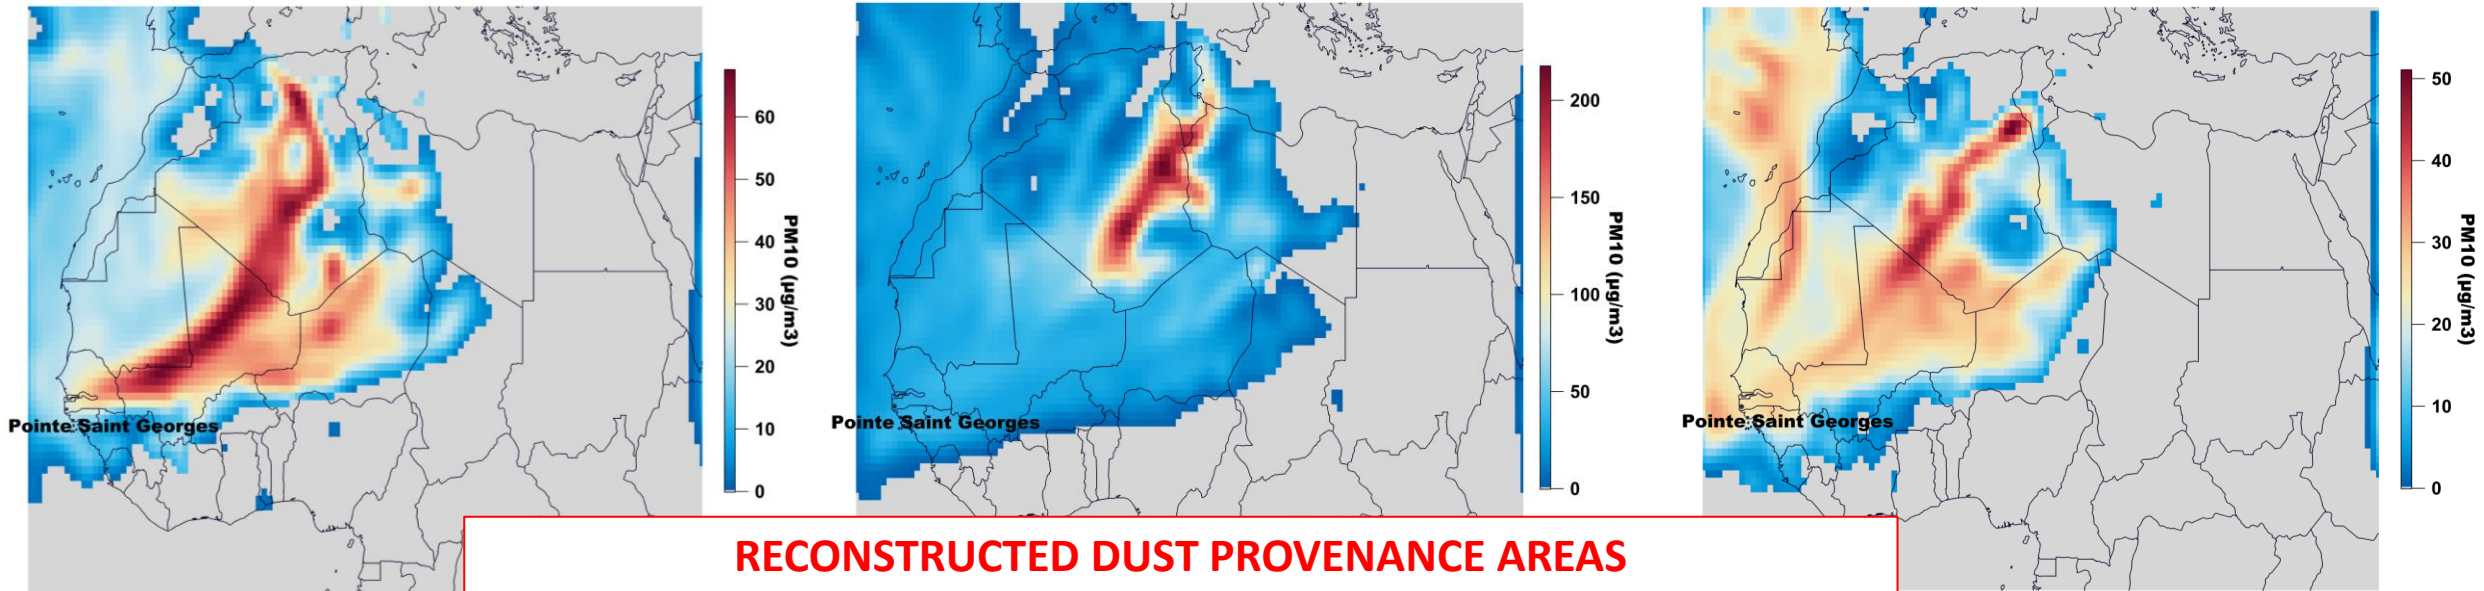 60
50
40
30
20
10
0
PM10 (µg/m3)
Pointe Saint Georges
200
150
100
50
0
PM10 (µg/m3)
Pointe Saint Georges
50
40
30
20
10
0
PM10 (µg/m3)
Pointe Saint Georges
RECONSTRUCTED DUST PROVENANCE AREAS